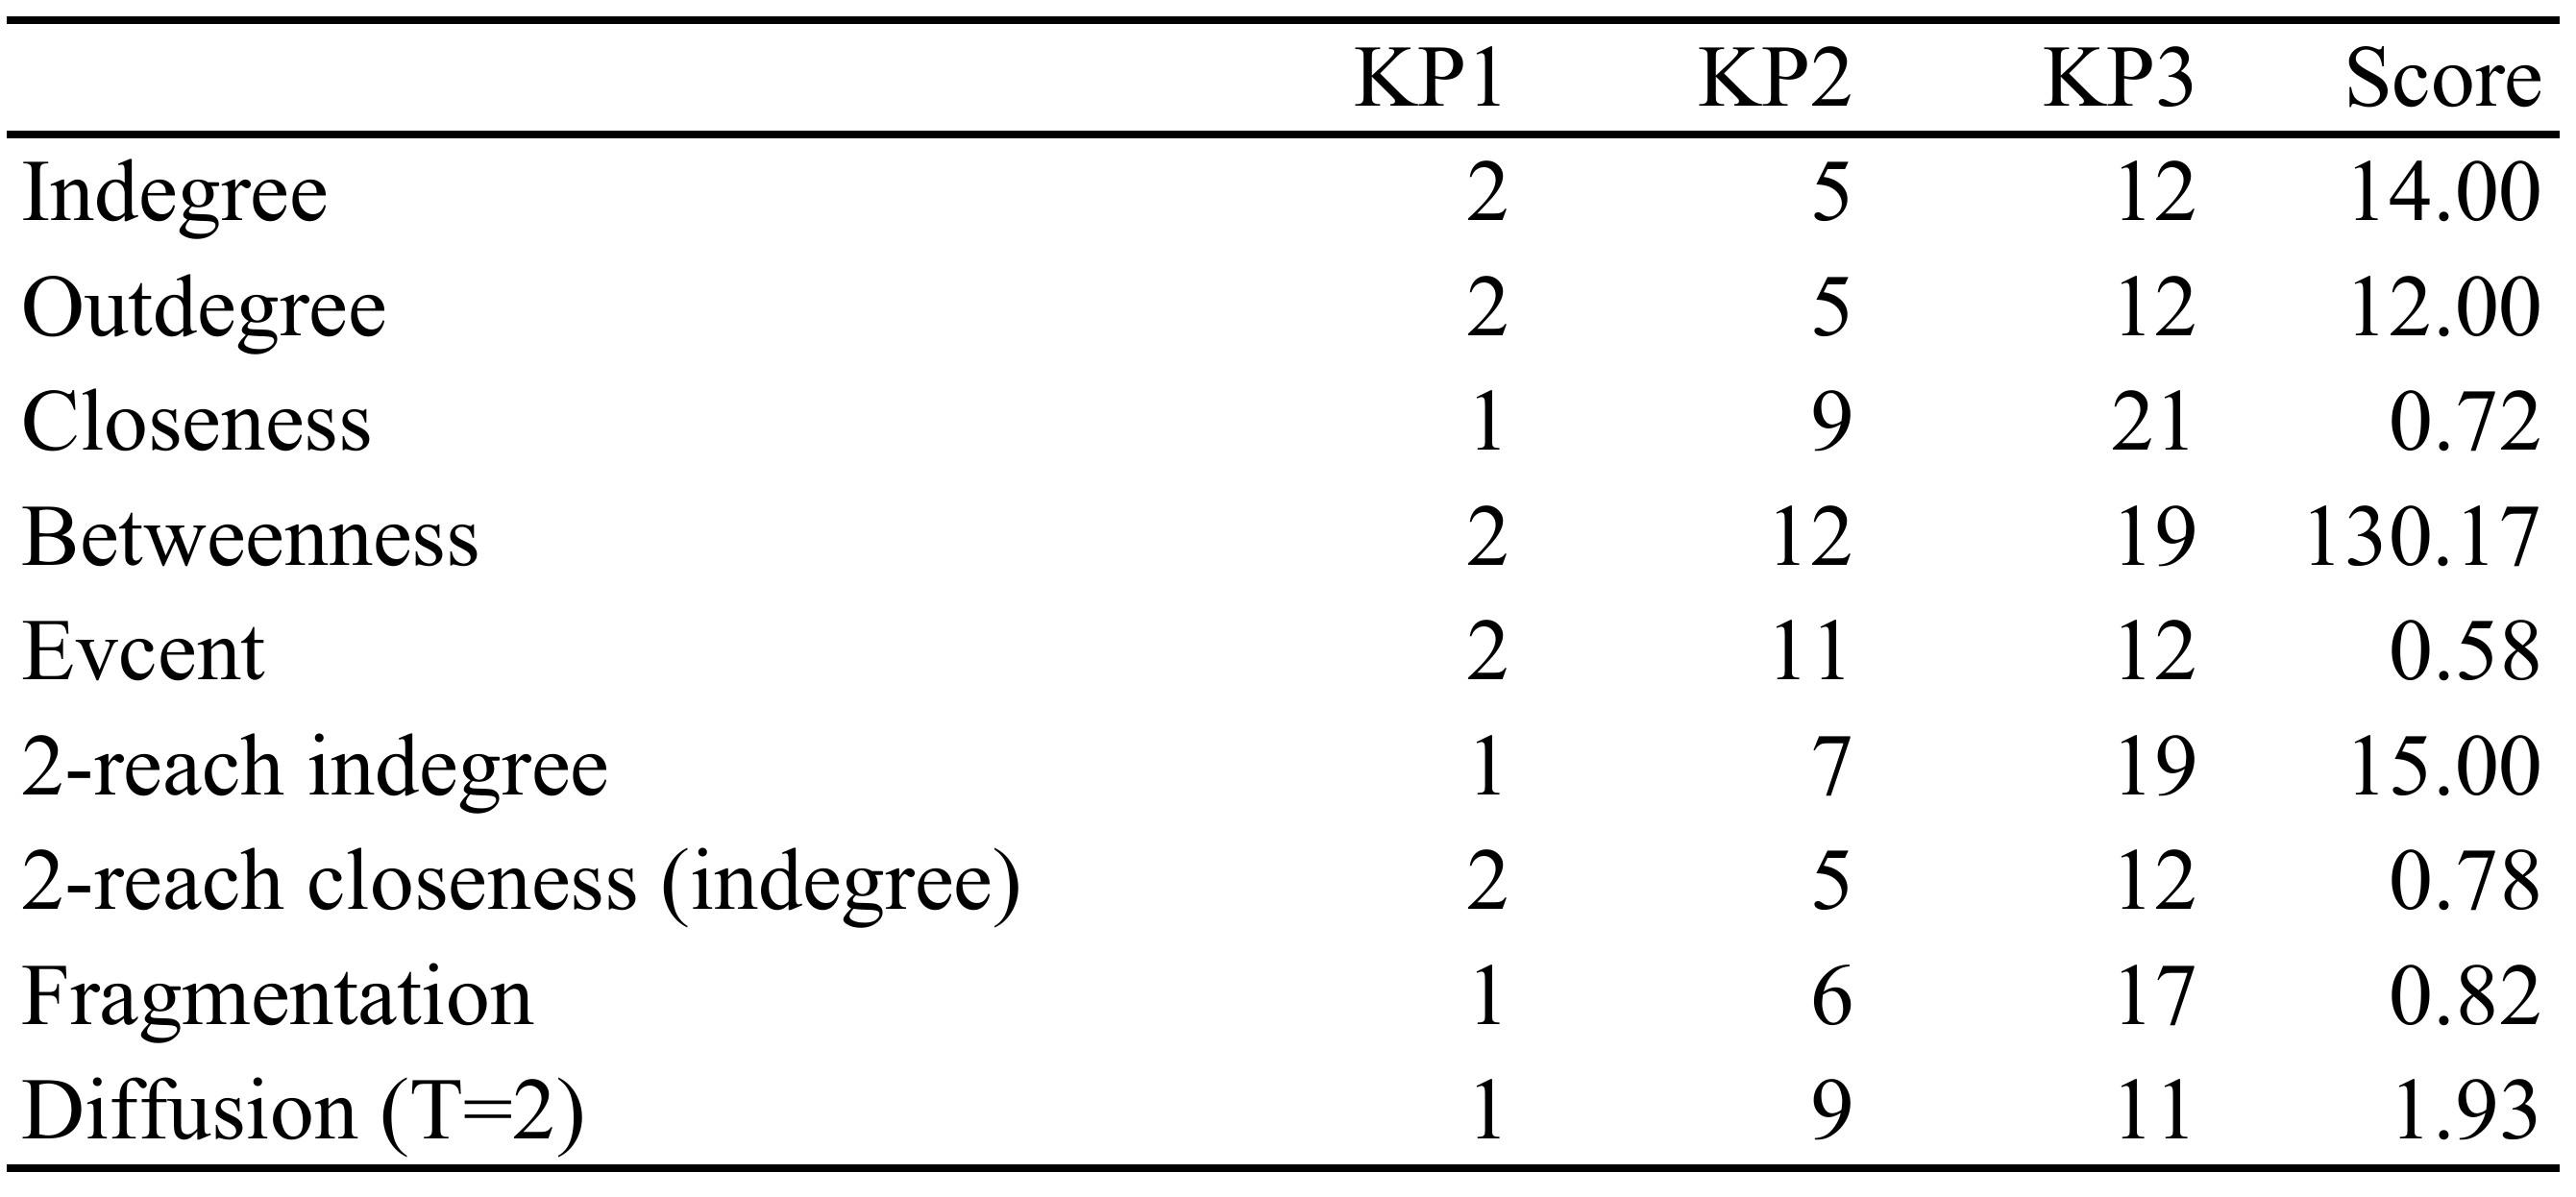 KP1 KP2 KP3 Score
Indegree 2 5 12 14.00
Outdegree 2 5 12 12.00
Closeness 1 9 21 0.72
Betweenness 2 12 19 130.17
Evcent 2 11 12 0.58
2-reach indegree 1 7 19 15.00
2-reach closeness (indegree) 2 5 12 0.78
Fragmentation 1 6 17 0.82
Diffusion (T=2) 1 9 11 1.93